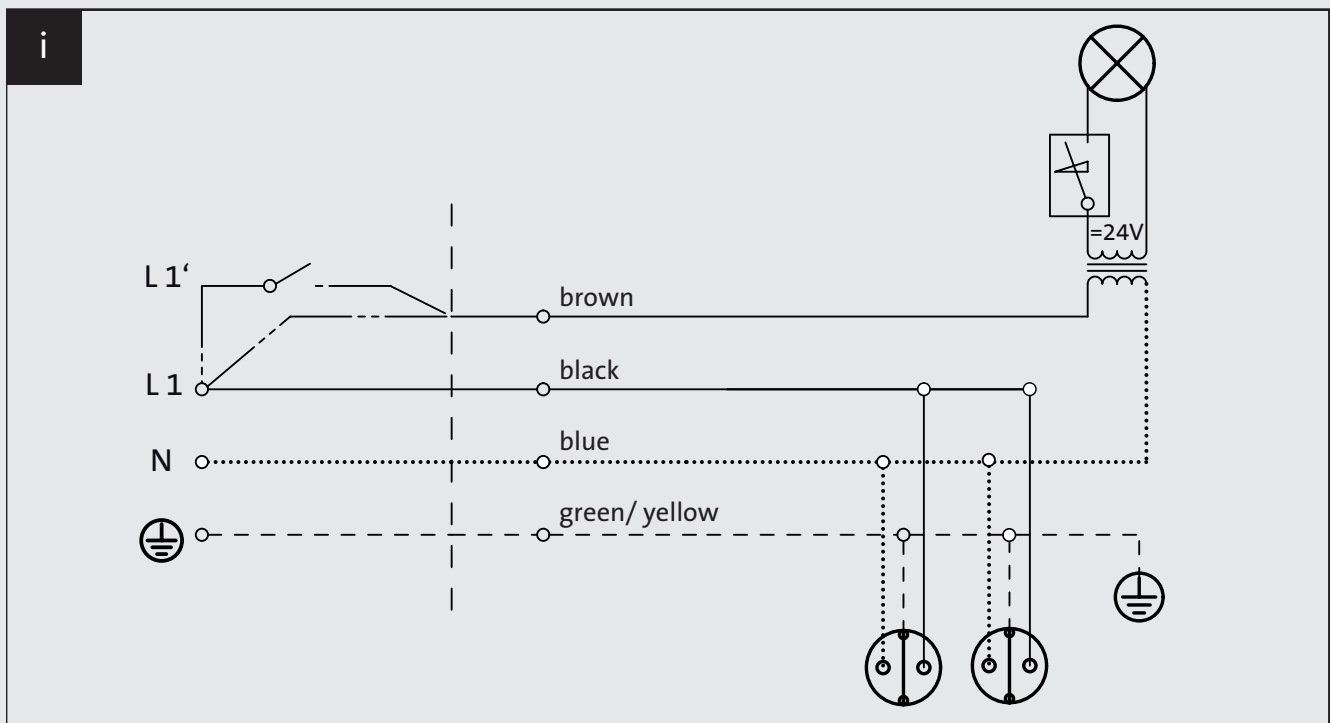 i
=24V
L 1‘
brown
L 1
black
N
blue
green/ yellow